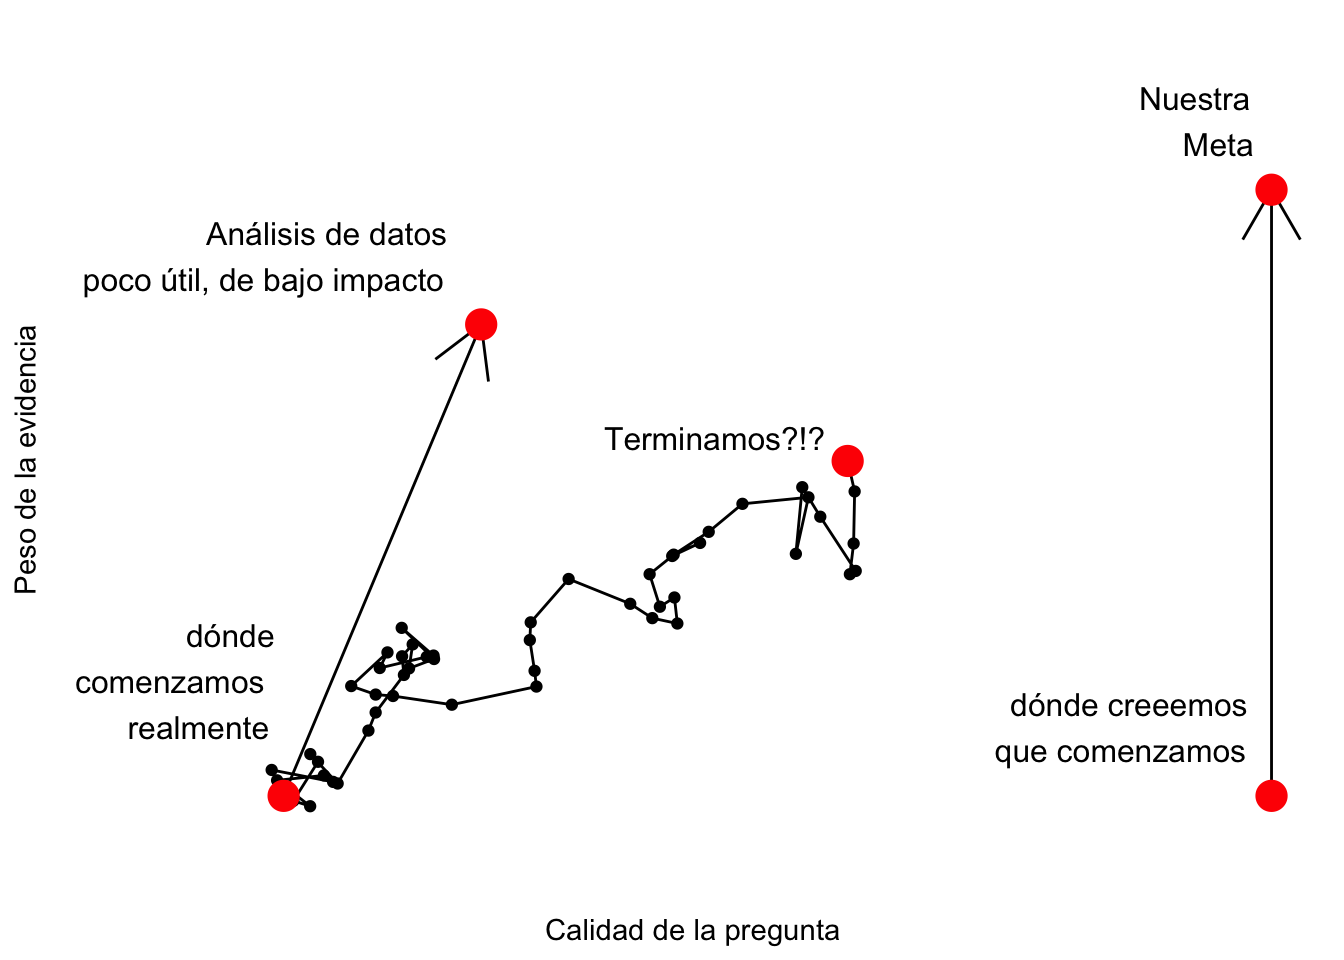 Nuestra
Meta
Análisis de datos
poco útil, de bajo impacto
Peso de la evidencia
Terminamos?!?
dónde
comenzamos
realmente
dónde creeemos
que comenzamos
Calidad de la pregunta